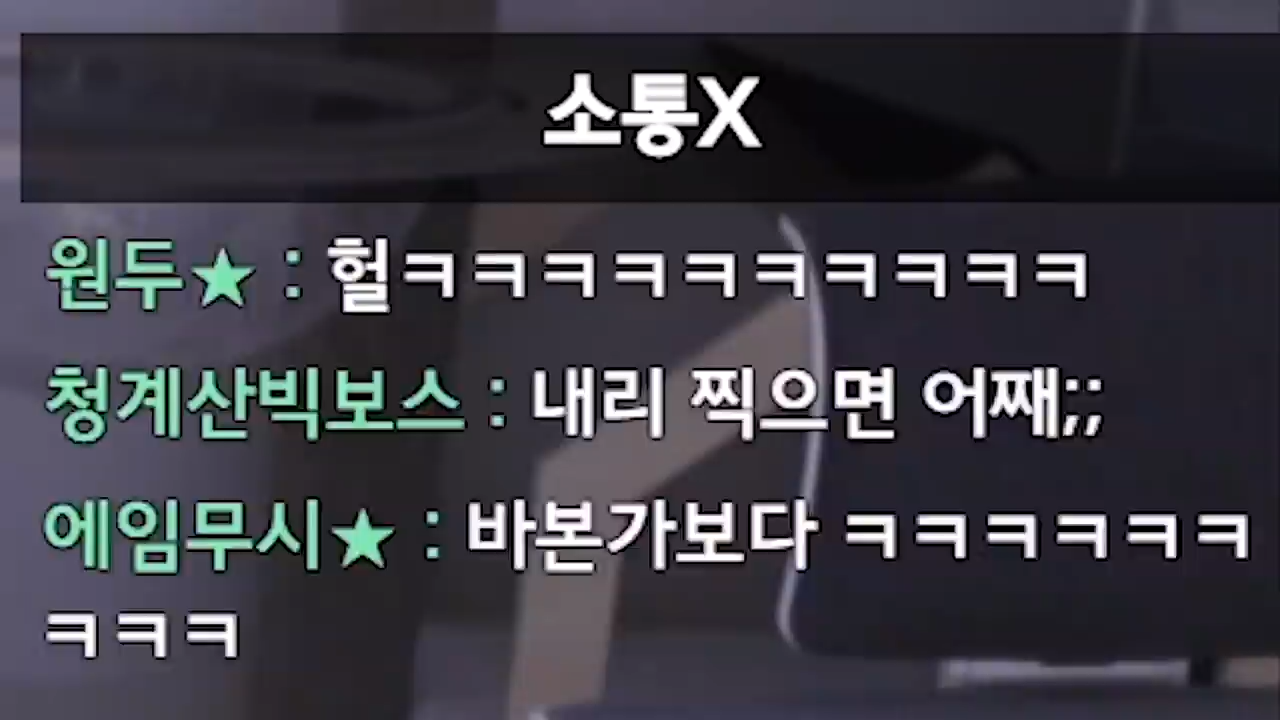 소통X
원두★ : 헐ㅋㅋㅋㅋㅋㅋㅋㅋㅋㅋ
청계산빅보스 : 내리 찍으면 어째;;
에임무시★ : 바본가보다 ㅋㅋㅋㅋㅋㅋ
ㅋㅋㅋ